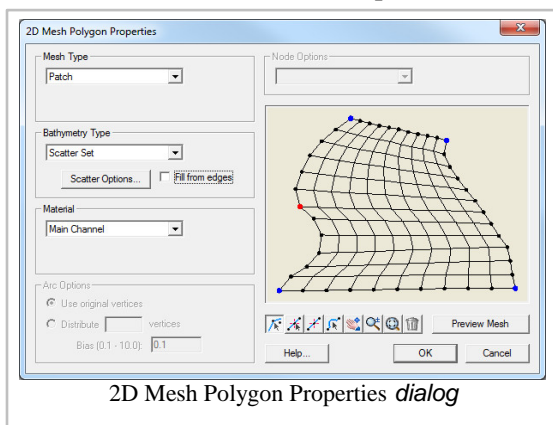 2D Mesh Polygon Properties
Mesh Type
Patch
Node Options
Bathymetry Type
Scatter Set
Scatter Options...
Fill from edges
Material
Main Channel
Arc Options
Use original vertices
Distribute vertices
Bias (0.1 - 10.0): 0.1
Preview Mesh
Help...
OK
Cancel
2D Mesh Polygon Properties dialog